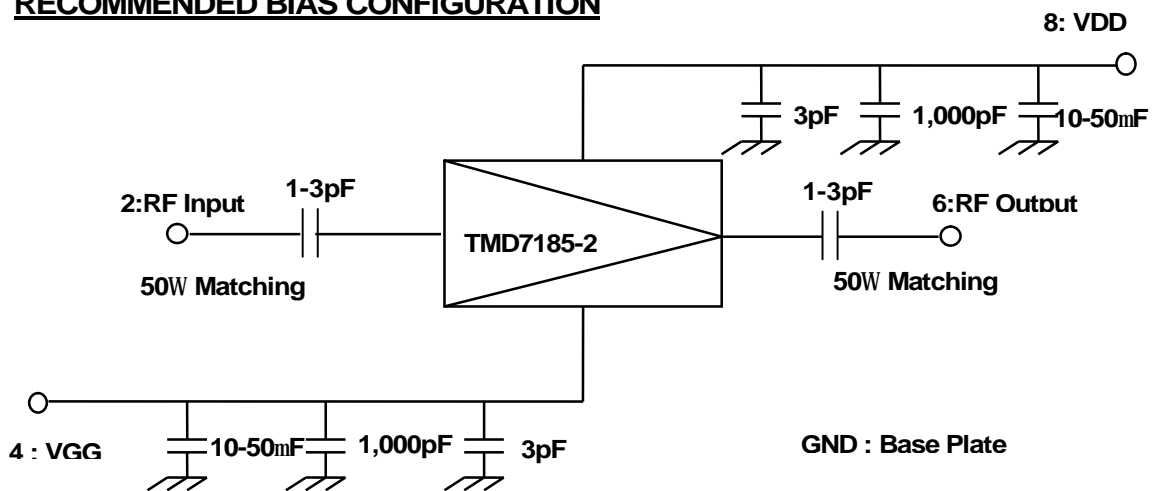 RECOMMENDED BIAS CONFIGURATION
8: VDD
3pF
1,000pF
10-50mF
1-3pF
2:RF Input
TMD7185-2
1-3pF
6:RF Output
50W Matching
50W Matching
4 : VGG
10-50mF
1,000pF
3pF
GND : Base Plate